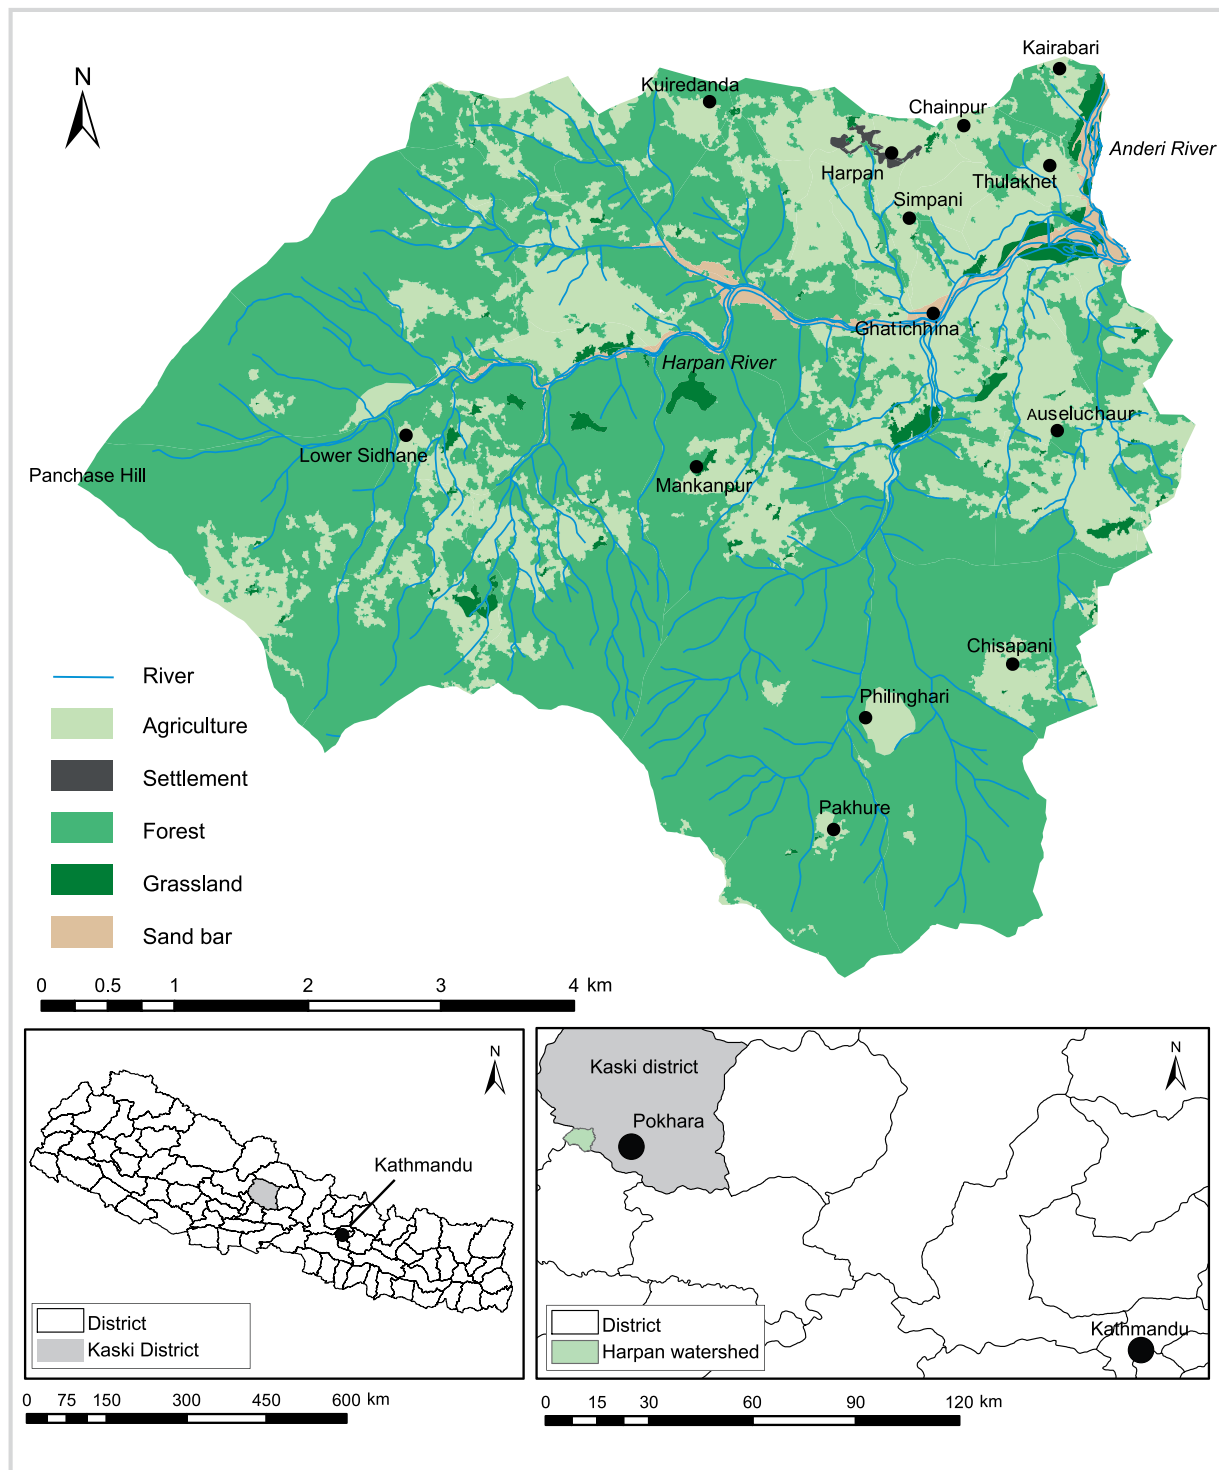 N
Kairabari
Kuiredanda
Chainpur
Anderi River
Harpan
Thulakhet
Simpani
Ghatichhina
Harpan River
Auseluchaur
Lower Sidhane
Panchase Hill
Mankanpur
Chisapani
Philinghari
Pakhure
River
Agriculture
Settlement
Forest
Grassland
Sand bar
0 0.5 1 2 3 4 km
N
Kathmandu
District
Kaski District
0 75 150 300 450 600 km
N
Kaski district
Pokhara
Kathmandu
District
Harpan watershed
0 15 30 60 90 120 km